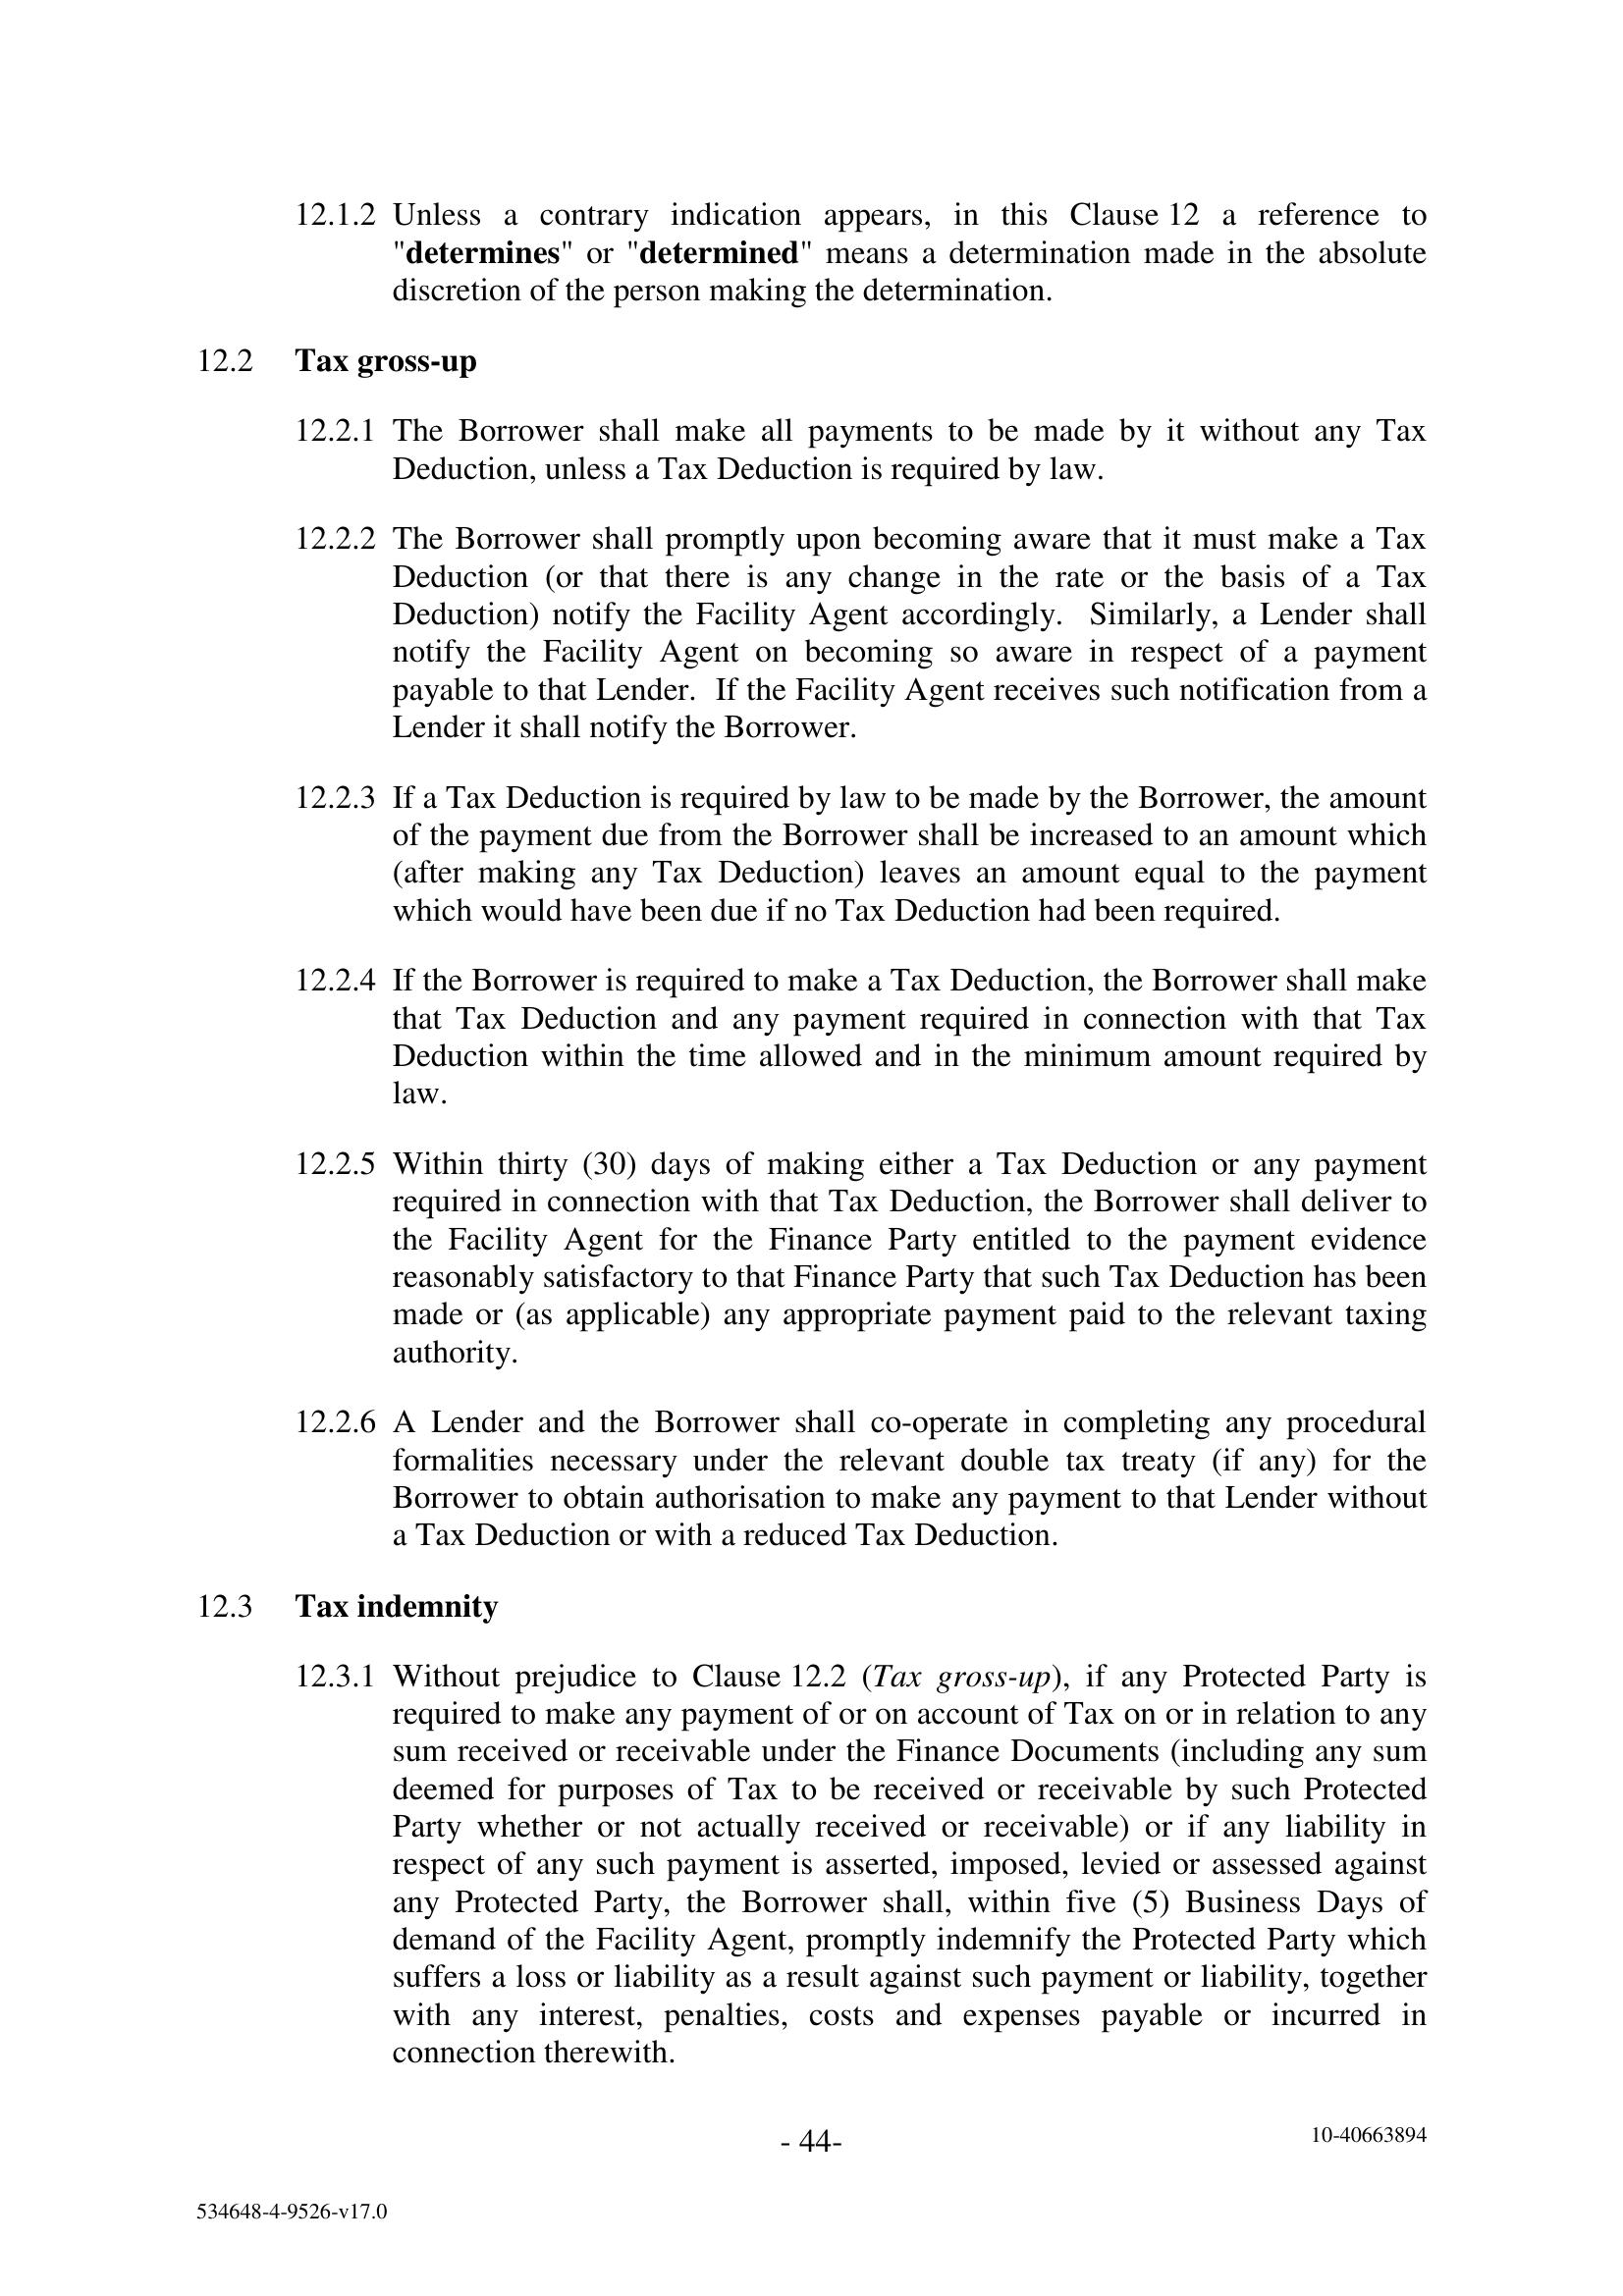 12.1.2 Unless a contrary indication appears, in this Clause 12 a reference to
"determines" or "determined" means a determination made in the absolute
discretion of the person making the determination.
12.2 Tax gross-up
12.2.1 The Borrower shall make all payments to be made by it without any Tax
Deduction, unless a Tax Deduction is required by law.
12.2.2 The Borrower shall promptly upon becoming aware that it must make a Tax
Deduction (or that there is any change in the rate or the basis of a Tax
Deduction) notify the Facility Agent accordingly. Similarly, a Lender shall
notify the Facility Agent on becoming so aware in respect of a payment
payable to that Lender. If the Facility Agent receives such notification from a
Lender it shall notify the Borrower.
12.2.3 If a Tax Deduction is required by law to be made by the Borrower, the amount
of the payment due from the Borrower shall be increased to an amount which
(after making any Tax Deduction) leaves an amount equal to the payment
which would have been due if no Tax Deduction had been required.
12.2.4 If the Borrower is required to make a Tax Deduction, the Borrower shall make
that Tax Deduction and any payment required in connection with that Tax
Deduction within the time allowed and in the minimum amount required by
law.
12.2.5 Within thirty (30) days of making either a Tax Deduction or any payment
required in connection with that Tax Deduction, the Borrower shall deliver to
the Facility Agent for the Finance Party entitled to the payment evidence
reasonably satisfactory to that Finance Party that such Tax Deduction has been
made or (as applicable) any appropriate payment paid to the relevant taxing
authority.
12.2.6 A Lender and the Borrower shall co-operate in completing any procedural
formalities necessary under the relevant double tax treaty (if any) for the
Borrower to obtain authorisation to make any payment to that Lender without
a Tax Deduction or with a reduced Tax Deduction.
12.3 Tax indemnity
12.3.1 Without prejudice to Clause 12.2 (Tax gross-up), if any Protected Party is
required to make any payment of or on account of Tax on or in relation to any
sum received or receivable under the Finance Documents (including any sum
deemed for purposes of Tax to be received or receivable by such Protected
Party whether or not actually received or receivable) or if any liability in
respect of any such payment is asserted, imposed, levied or assessed against
any Protected Party, the Borrower shall, within five (5) Business Days of
demand of the Facility Agent, promptly indemnify the Protected Party which
suffers a loss or liability as a result against such payment or liability, together
with any interest, penalties, costs and expenses payable or incurred in
connection therewith.
- 44-
10-40663894
534648-4-9526-v17.0